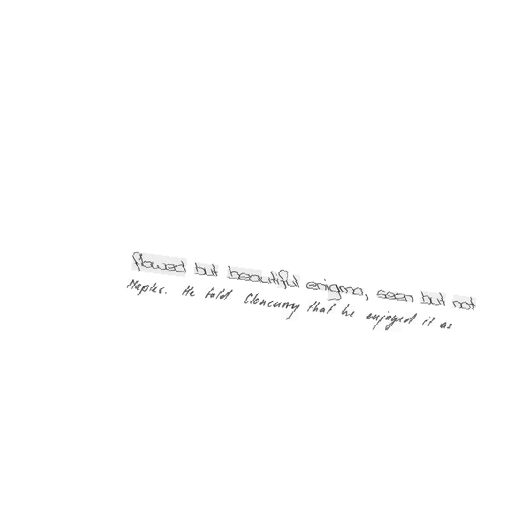 flawed but beautiful enigma, seen but not
Naples. He told Cloncurry that he enjoyed it as